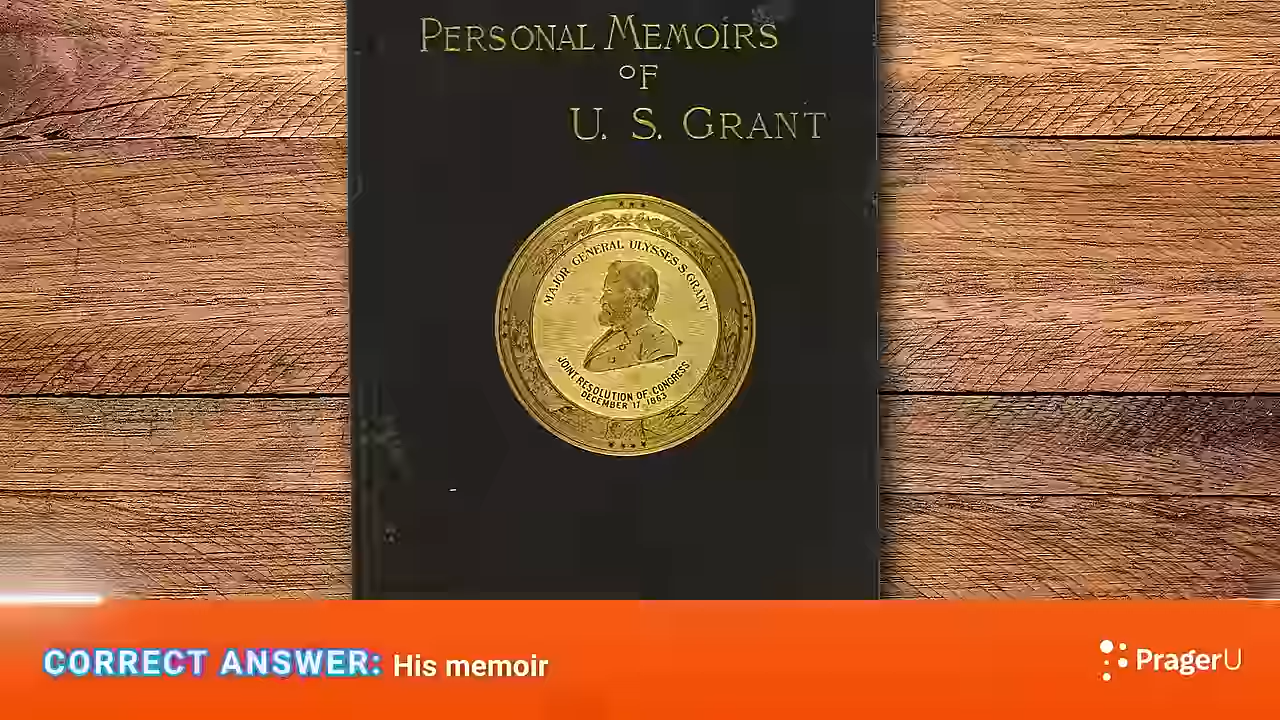 PERSONAL MEMOIRS
OF
U. S. GRANT
MAJOR GENERAL ULYSSES S. GRANT
JOINT RESOLUTION OF CONGRESS
DECEMBER 17, 1863
CORRECT ANSWER: His memoir
PragerU